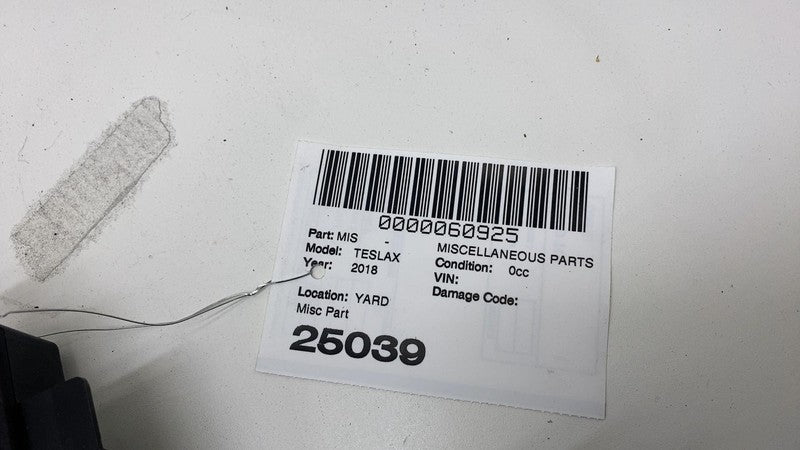 0000060925
Part: MIS - MISCELLANEOUS PARTS
Model: TESLAX Condition: 0cc
Year: 2018 VIN:
Damage Code:
Location: YARD
Misc Part
25039